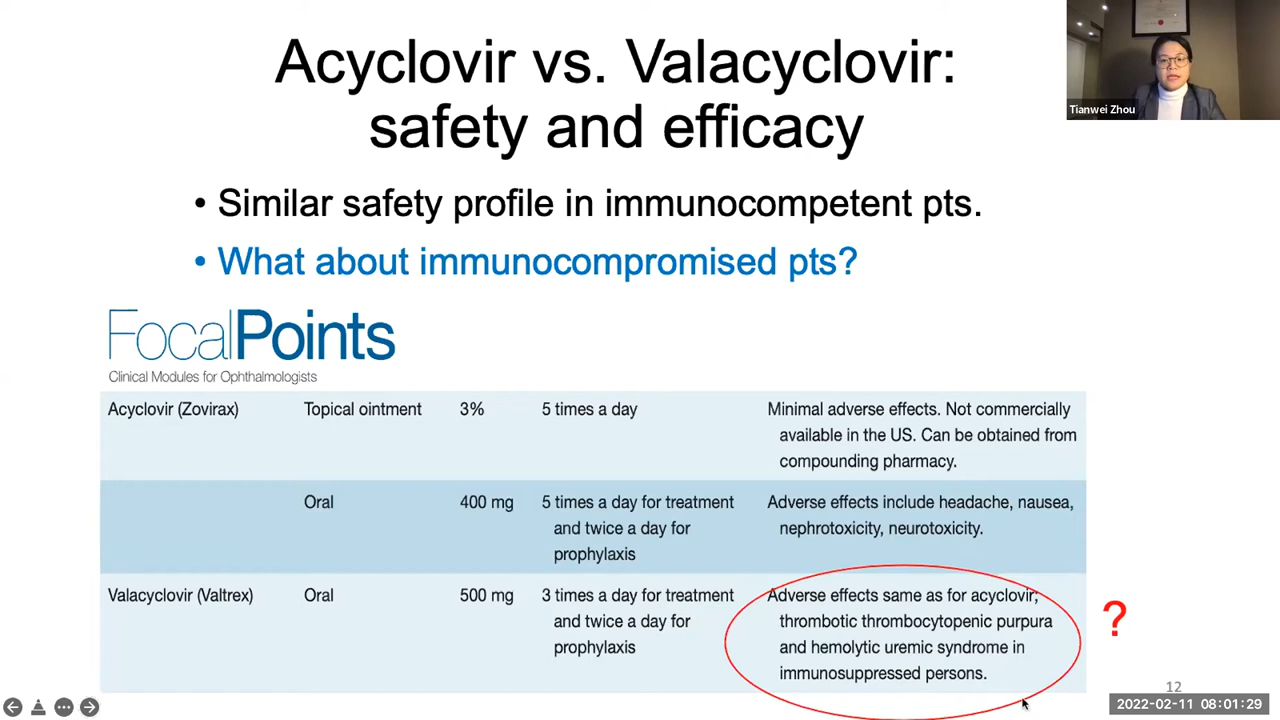 Acyclovir vs. Valacyclovir:
safety and efficacy
Tianwei Zhou
• Similar safety profile in immunocompetent pts.
• What about immunocompromised pts?
FocalPoints
Clinical Modules for Ophthalmologists
Acyclovir (Zovirax) Topical ointment 3% 5 times a day Minimal adverse effects. Not commercially
available in the US. Can be obtained from
compounding pharmacy.
Oral 400 mg 5 times a day for treatment Adverse effects include headache, nausea,
and twice a day for nephrotoxicity, neurotoxicity.
prophylaxis
Valacyclovir (Valtrex) Oral 500 mg 3 times a day for treatment Adverse effects same as for acyclovir;
and twice a day for thrombotic thrombocytopenic purpura
prophylaxis and hemolytic uremic syndrome in
immunosuppressed persons.
?
12
2022-02-11 08:01:29